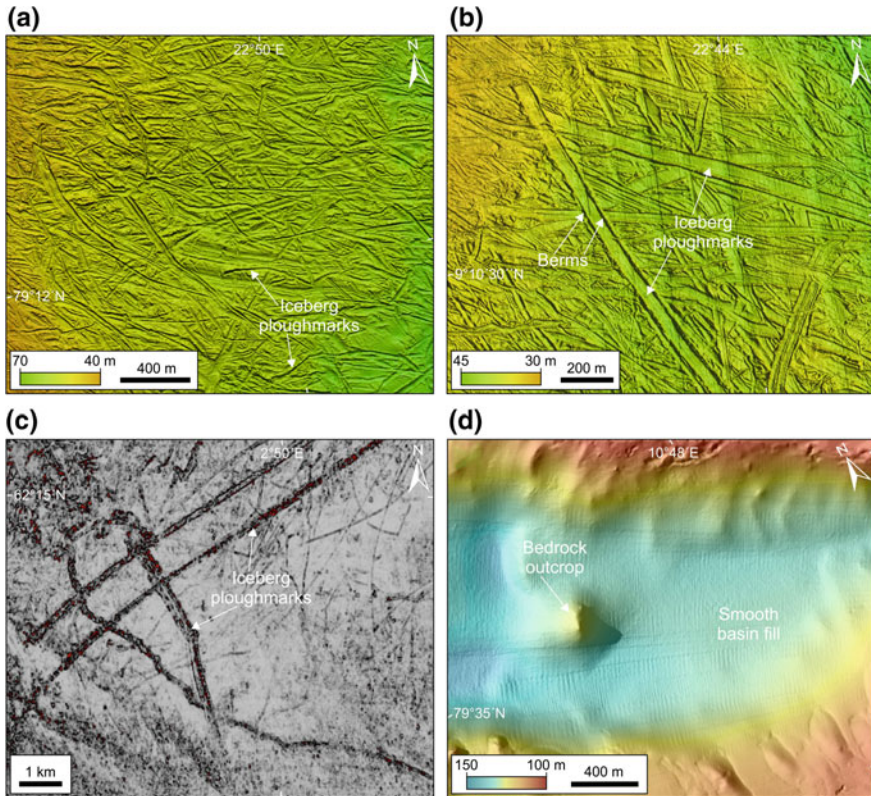 (a)
22°50´E
N
79°12´N
Iceberg
ploughmarks
70
40 m
400 m
(b)
22°44´E
N
Iceberg
ploughmarks
Berms
9°10´30´´N
45
30 m
200 m
(c)
2°50´E
N
62°15´N
Iceberg
ploughmarks
1 km
(d)
10°48´E
N
Bedrock
outcrop
Smooth
basin fill
79°35´N
150
100 m
400 m